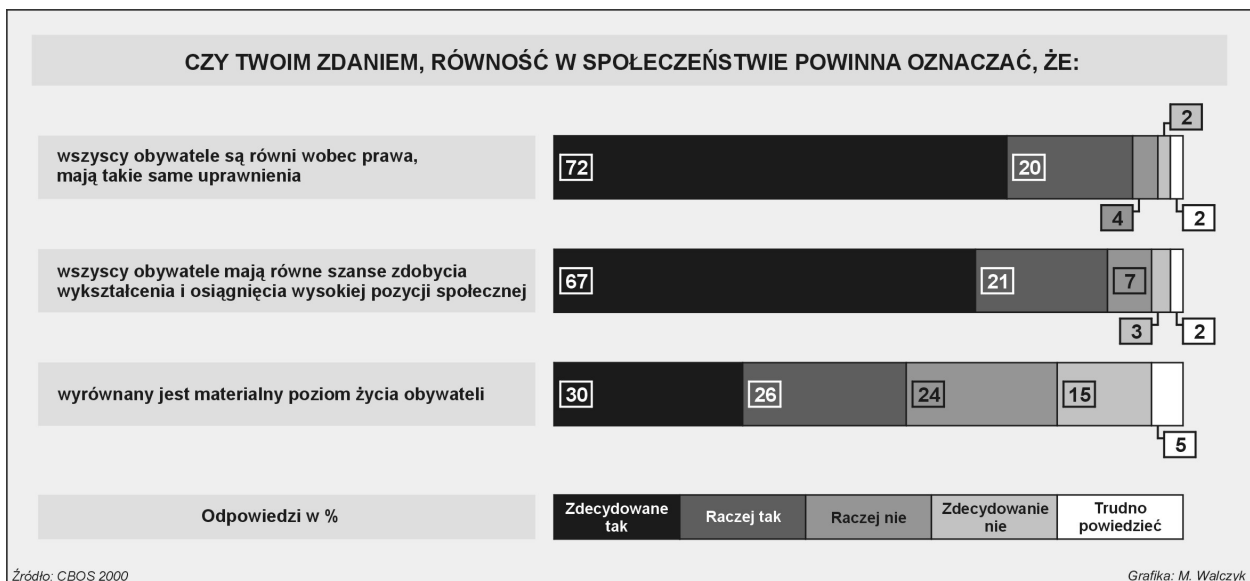 CZY TWOIM ZDANIEM, RÓWNOŚĆ W SPOŁECZEŃSTWIE POWINNA OZNACZAĆ, ŻE:
wszyscy obywatele są równi wobec prawa,
mają takie same uprawnienia
72
20
4
2
2
wszyscy obywatele mają równe szanse zdobycia
wykształcenia i osiągnięcia wysokiej pozycji społecznej
67
21
7
3
2
wyrównany jest materialny poziom życia obywateli
30
26
24
15
5
Odpowiedzi w %
Zdecydowane
tak
Raczej tak
Raczej nie
Zdecydowanie
nie
Trudno
powiedzieć
Źródło: CBOS 2000
Grafika: M. Walczyk